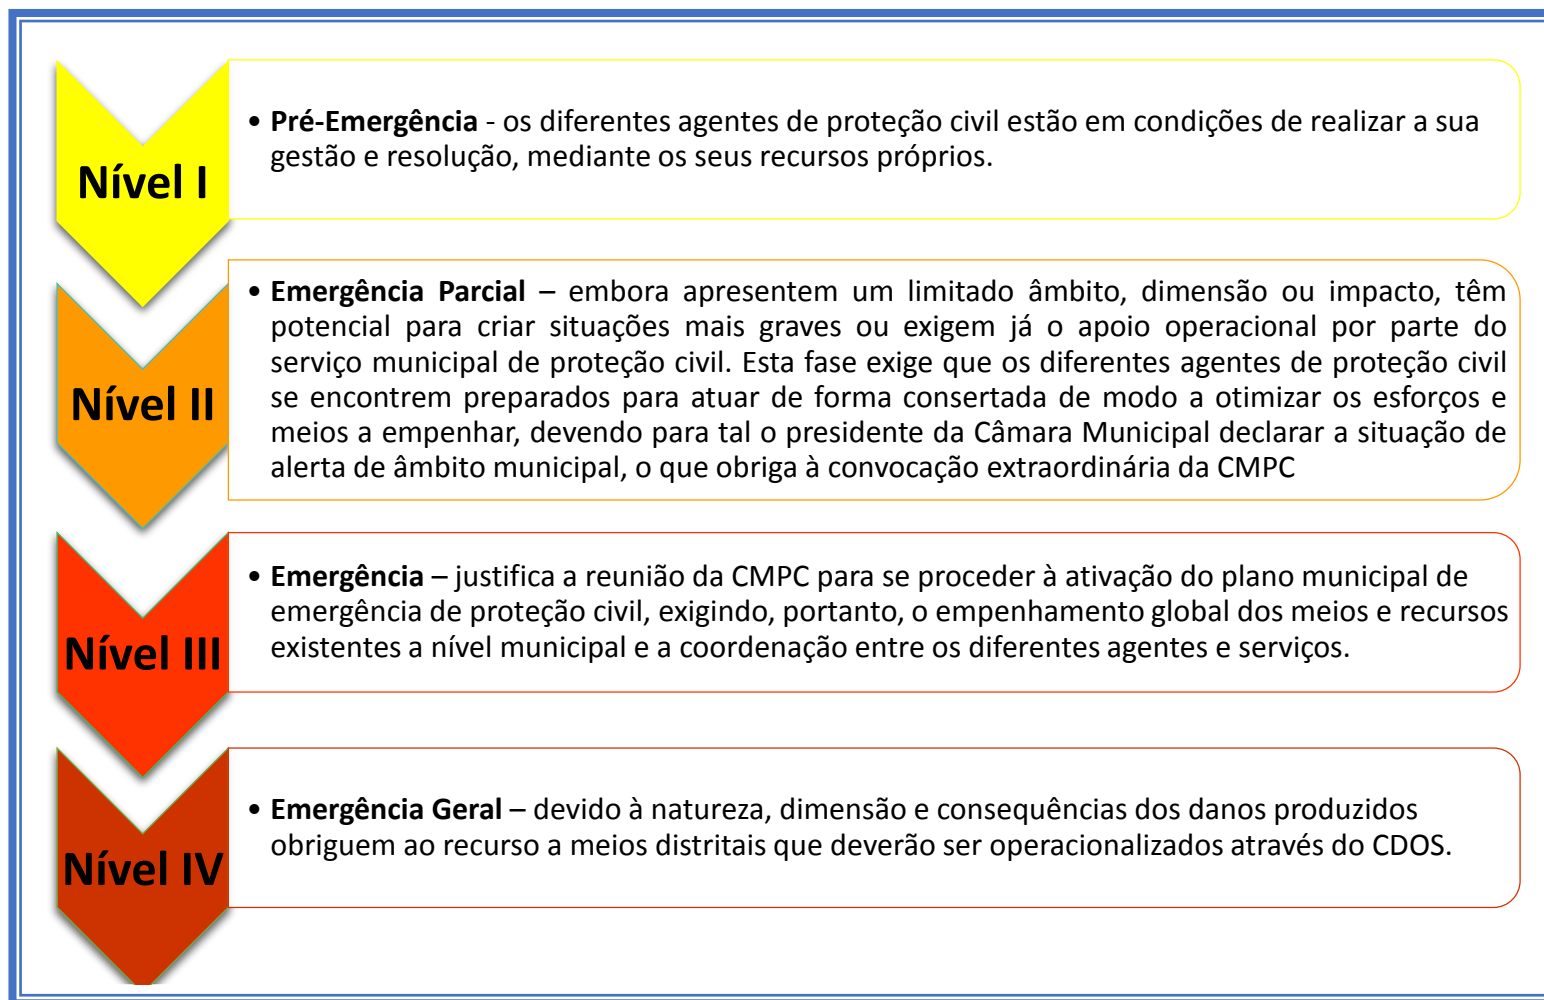 Nível I
• Pré-Emergência - os diferentes agentes de proteção civil estão em condições de realizar a sua
gestão e resolução, mediante os seus recursos próprios.
Nível II
• Emergência Parcial – embora apresentem um limitado âmbito, dimensão ou impacto, têm
potencial para criar situações mais graves ou exigem já o apoio operacional por parte do
serviço municipal de proteção civil. Esta fase exige que os diferentes agentes de proteção civil
se encontrem preparados para atuar de forma consertada de modo a otimizar os esforços e
meios a empenhar, devendo para tal o presidente da Câmara Municipal declarar a situação de
alerta de âmbito municipal, o que obriga à convocação extraordinária da CMPC
Nível III
• Emergência – justifica a reunião da CMPC para se proceder à ativação do plano municipal de
emergência de proteção civil, exigindo, portanto, o empenhamento global dos meios e recursos
existentes a nível municipal e a coordenação entre os diferentes agentes e serviços.
Nível IV
• Emergência Geral – devido à natureza, dimensão e consequências dos danos produzidos
obriguem ao recurso a meios distritais que deverão ser operacionalizados através do CDOS.